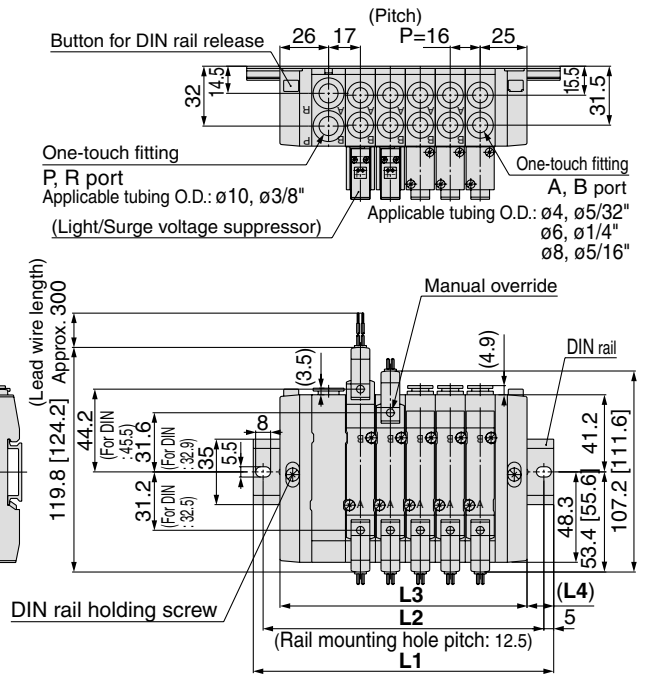 (Pitch)
26 17 P=16 25
Button for DIN rail release
32
14.5
15.5
31.5
R
P
A A A A A
B B B B B
One-touch fitting
P, R port
Applicable tubing O.D.: ø10, ø3/8"
(Light/Surge voltage suppressor)
One-touch fitting
A, B port
Applicable tubing O.D.: ø4, ø5/32"
ø6, ø1/4"
ø8, ø5/16"
(Lead wire length)
Approx. 300
Manual override
(3.5)
(4.9)
DIN rail
119.8 [124.2]
44.2
(For DIN
:45.5)
31.6
(For DIN
:32.9)
31.2
(For DIN
:32.5)
8
35
5.5
B B B B B
A A A A A
41.2
48.3
53.4 [55.6]
107.2 [111.6]
DIN rail holding screw
L3
(L4)
L2
5
(Rail mounting hole pitch: 12.5)
L1